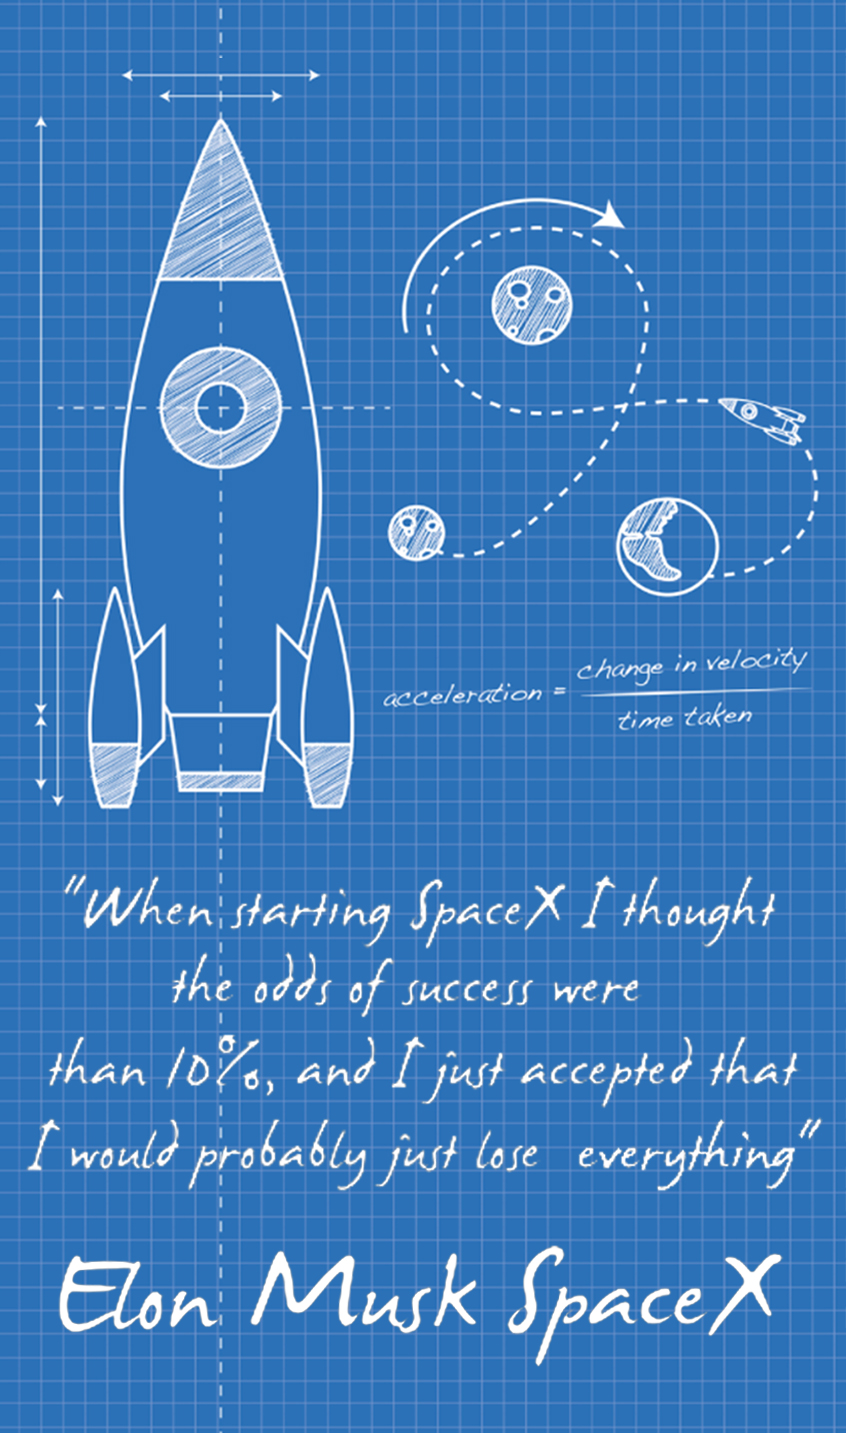 acceleration = change in velocity
time taken
"When starting SpaceX I thought
the odds of success were
than 10%, and I just accepted that
I would probably just lose everything"
Elon Musk SpaceX